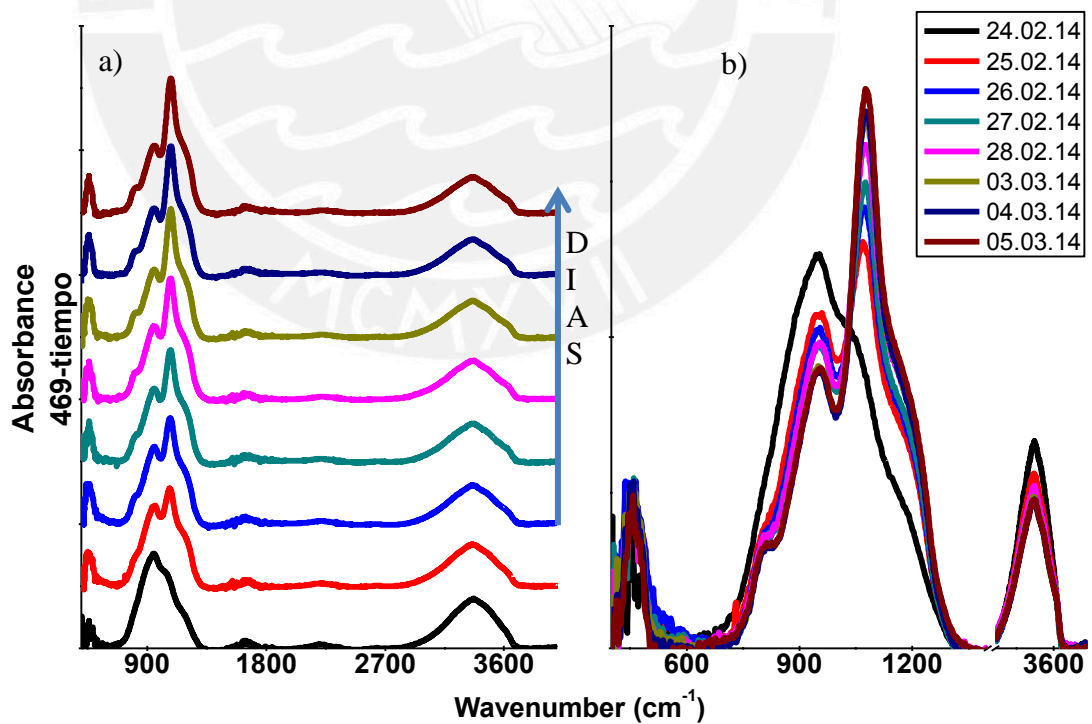 a)
b)
24.02.14
25.02.14
26.02.14
27.02.14
28.02.14
03.03.14
04.03.14
05.03.14
D
I
A
S
MCMXVII
Absorbance
469-tiempo
900 1800 2700 3600
600 900 1200 3600
Wavenumber (cm⁻¹)